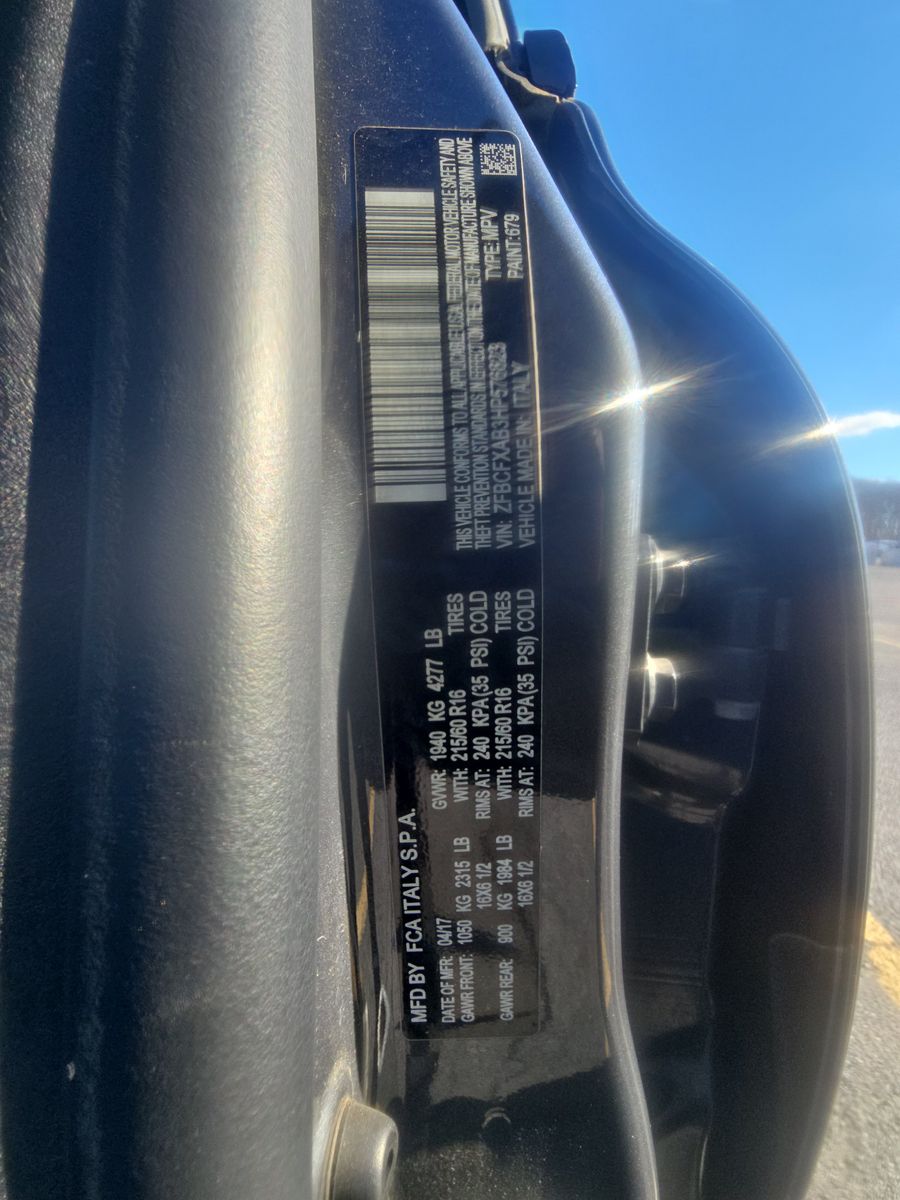 MFD BY FCA ITALY S.P.A.
DATE OF MFR: 04/17 GVWR: 1940 KG 4277 LB
GAWR FRONT: 1050 KG 2315 LB WITH: 215/60 R16 TIRES
16X6 1/2 RIMS AT: 240 KPA(35 PSI) COLD
GAWR REAR: 900 KG 1984 LB WITH: 215/60 R16 TIRES
16X6 1/2 RIMS AT: 240 KPA(35 PSI) COLD
THIS VEHICLE CONFORMS TO ALL APPLICABLE U.S.A. FEDERAL MOTOR VEHICLE SAFETY AND
THEFT PREVENTION STANDARDS IN EFFECT ON THE DATE OF MANUFACTURE SHOWN ABOVE
VIN: TYPE: MPV
VEHICLE MADE IN: ITALY PAINT: 679